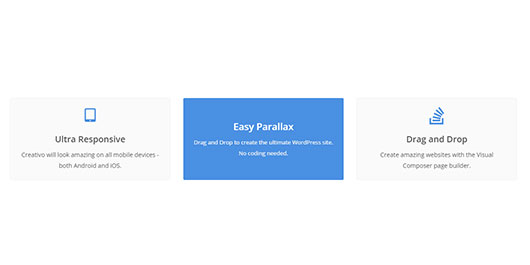 Ultra Responsive
Creativo will look amazing on all mobile devices -
both Android and iOS.
Easy Parallax
Drag and Drop to create the ultimate WordPress site.
No coding needed.
Drag and Drop
Create amazing websites with the Visual
Composer page builder.